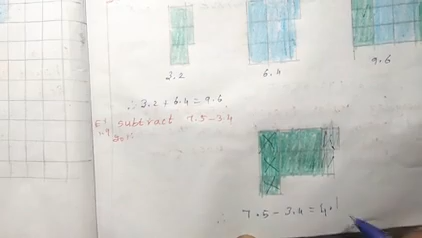 3.2
6.4
9.6
∴ 3.2 + 6.4 = 9.6
subtract 7.5 - 3.4
∴ 7.5 - 3.4 = 4.1